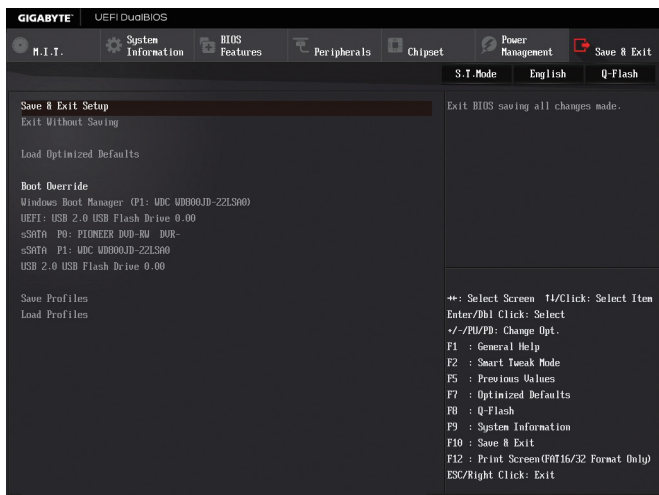 GIGABYTE™ UEFI DualBIOS
M.I.T.
System Information
BIOS Features
Peripherals
Chipset
Power Management
Save & Exit
S.T.Mode English Q-Flash
Save & Exit Setup
Exit Without Saving
Load Optimized Defaults
Boot Override
Windows Boot Manager (P1: WDC WD800JD-22LSA0)
UEFI: USB 2.0 USB Flash Drive 0.00
sSATA P0: PIONEER DVD-RW DVR-
sSATA P1: WDC WD800JD-22LSA0
USB 2.0 USB Flash Drive 0.00
Save Profiles
Load Profiles
Exit BIOS saving all changes made.
→←: Select Screen ↑↓/Click: Select Item
Enter/Dbl Click: Select
+/-/PU/PD: Change Opt.
F1 : General Help
F2 : Smart Tweak Mode
F5 : Previous Values
F7 : Optimized Defaults
F8 : Q-Flash
F9 : System Information
F10 : Save & Exit
F12 : Print Screen(FAT16/32 Format Only)
ESC/Right Click: Exit